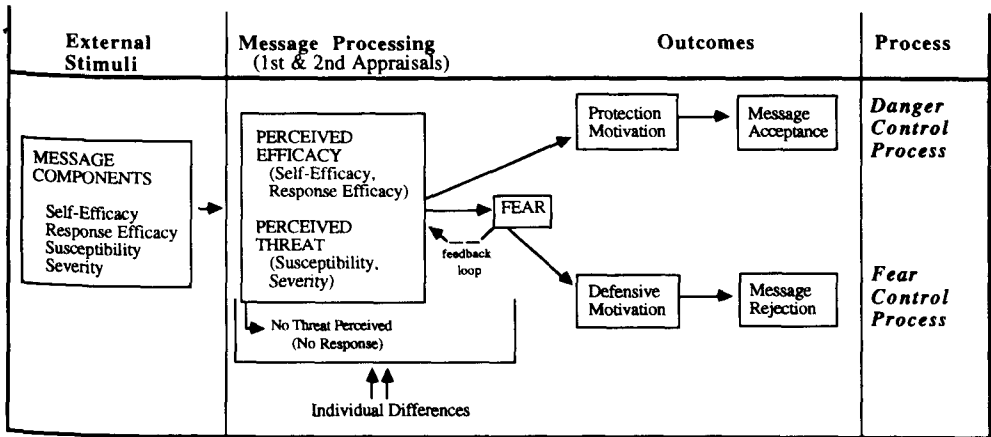 External
Stimuli
Message Processing
(1st & 2nd Appraisals)
Outcomes
Process
MESSAGE
COMPONENTS
Self-Efficacy
Response Efficacy
Susceptibility
Severity
PERCEIVED
EFFICACY
(Self-Efficacy,
Response Efficacy)
PERCEIVED
THREAT
(Susceptibility,
Severity)
No Threat Perceived
(No Response)
Individual Differences
FEAR
feedback
loop
Protection
Motivation
Message
Acceptance
Defensive
Motivation
Message
Rejection
Danger
Control
Process
Fear
Control
Process